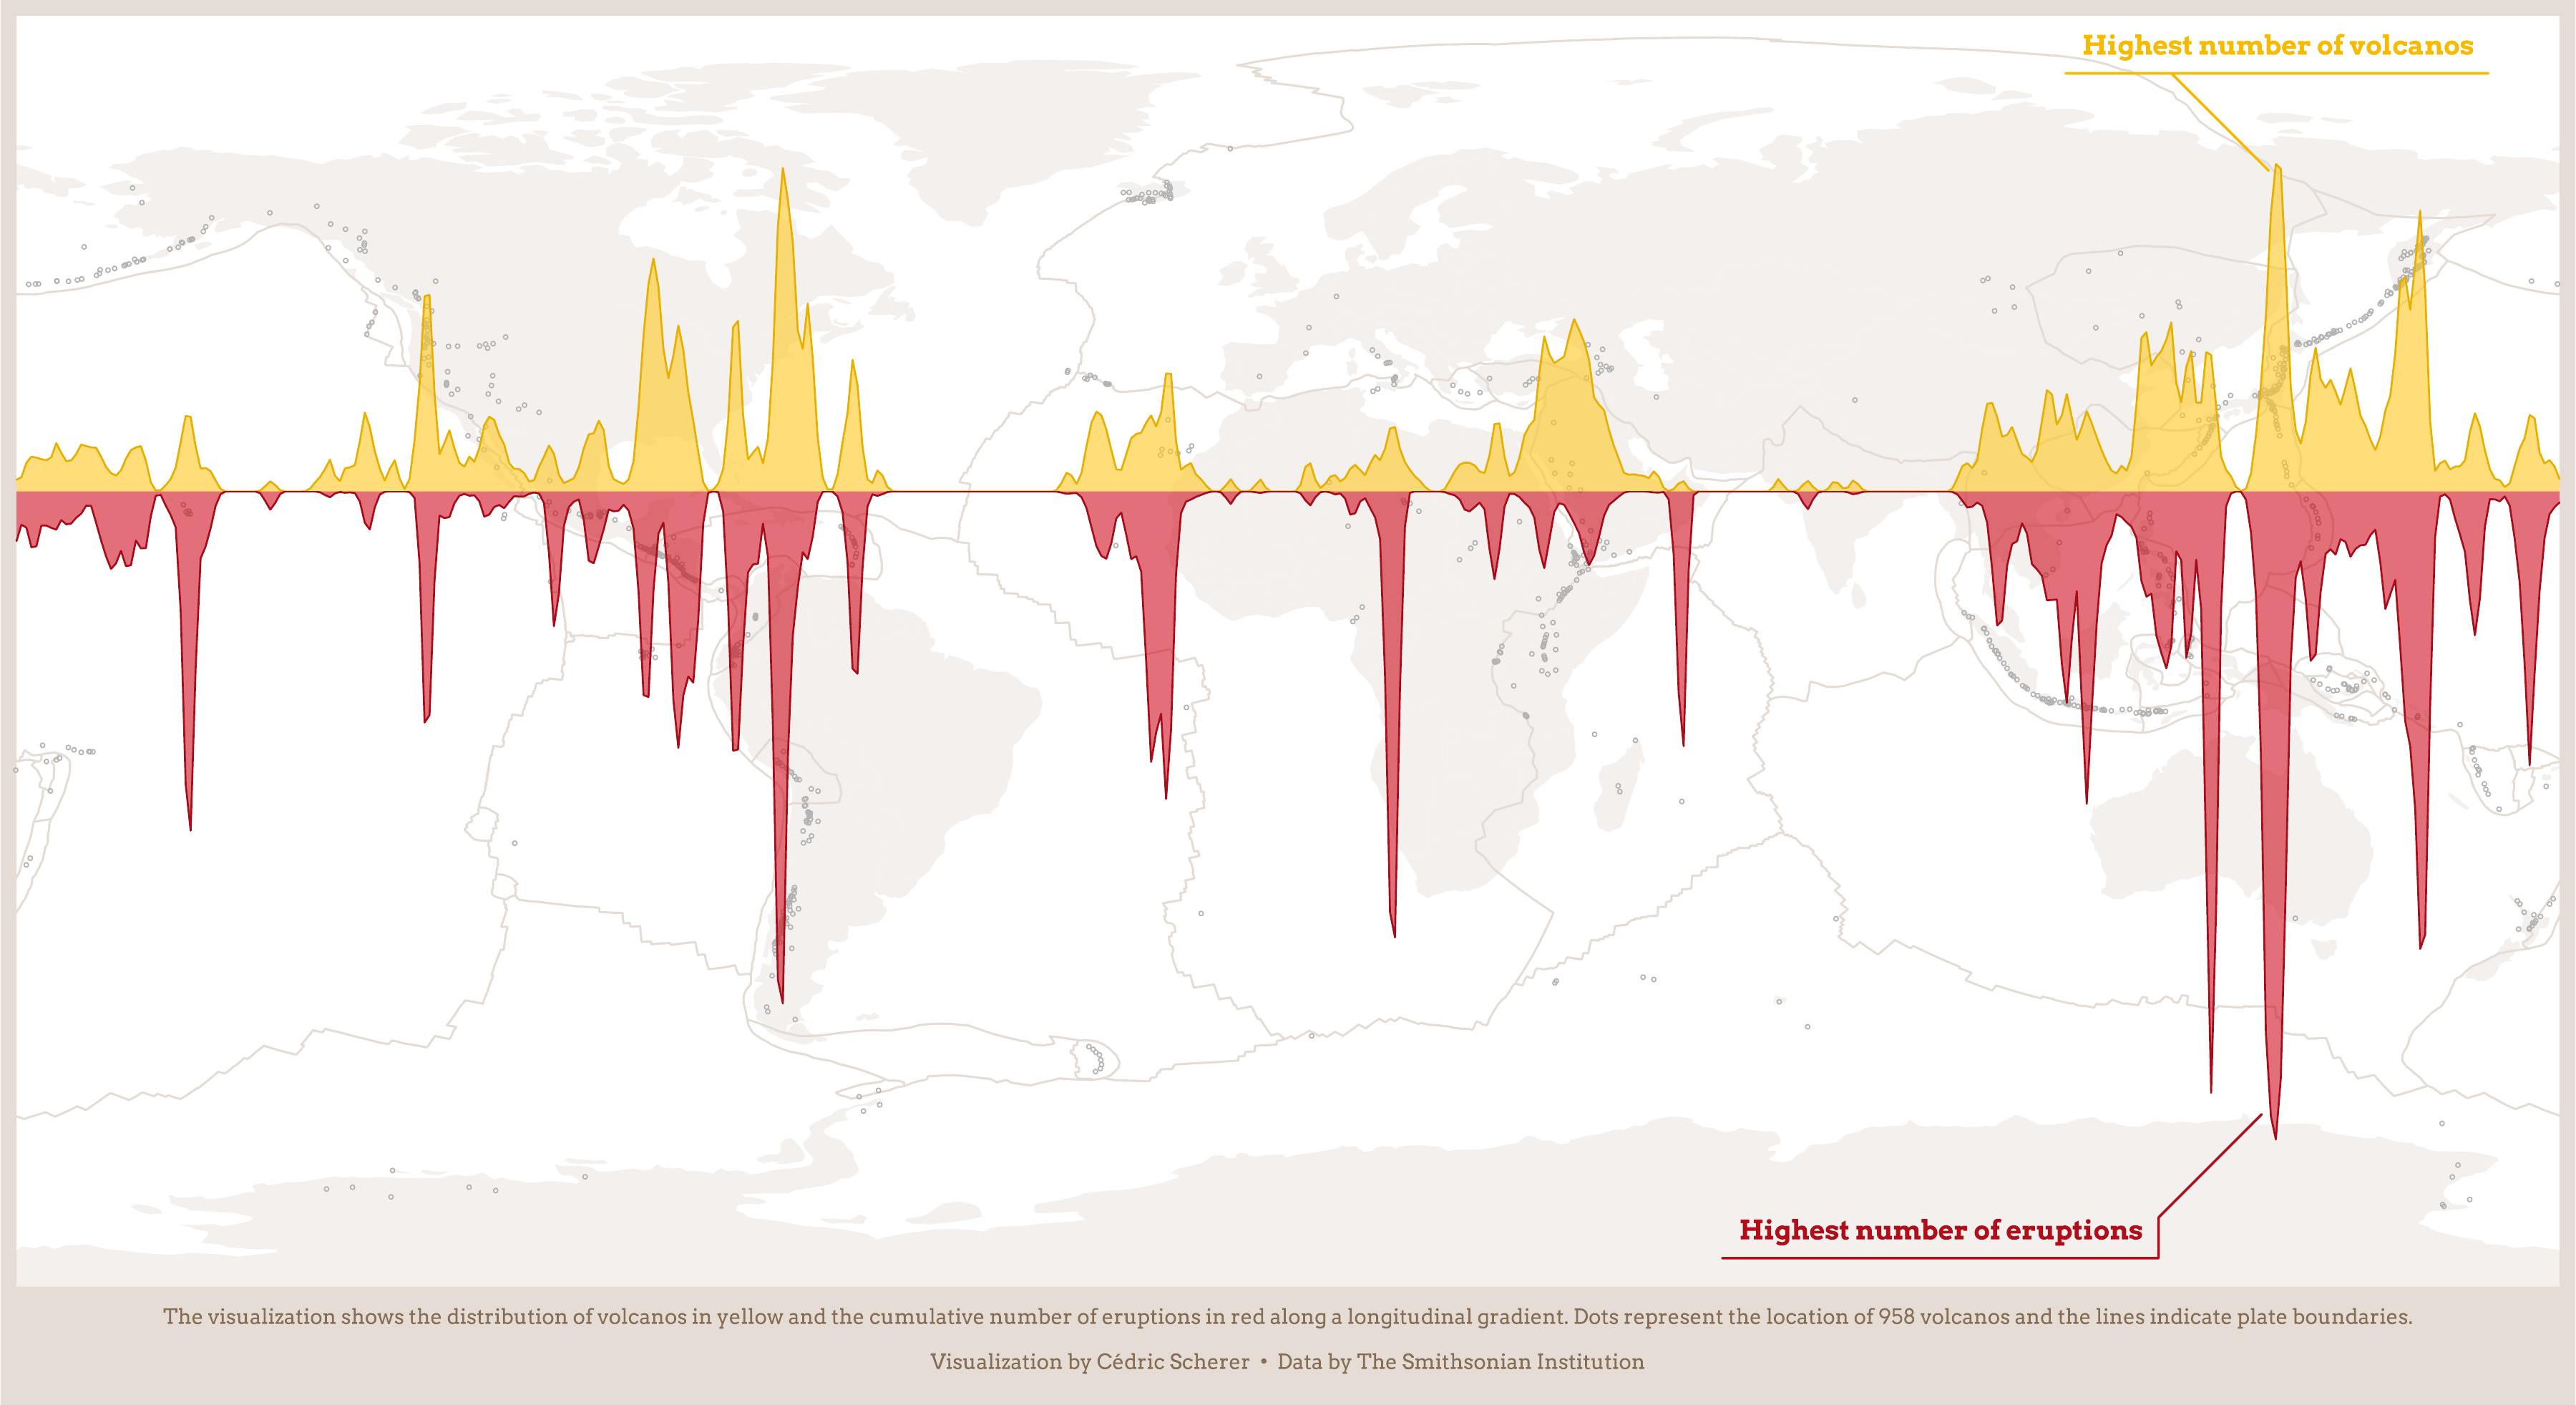 Highest number of volcanos
Highest number of eruptions
The visualization shows the distribution of volcanos in yellow and the cumulative number of eruptions in red along a longitudinal gradient. Dots represent the location of 958 volcanos and the lines indicate plate boundaries.
Visualization by Cédric Scherer • Data by The Smithsonian Institution